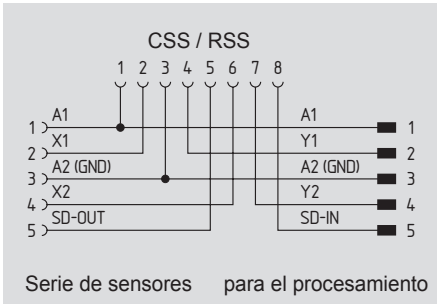 CSS / RSS
1 2 3 4 5 6 7 8
1 A1 A1 1
2 X1 Y1 2
3 A2 (GND) A2 (GND) 3
4 X2 Y2 4
5 SD-OUT SD-IN 5
Serie de sensores para el procesamiento